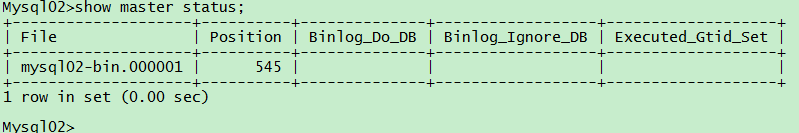 Mysql02>show master status;
+--------------------+----------+--------------+------------------+-------------------+
| File | Position | Binlog_Do_DB | Binlog_Ignore_DB | Executed_Gtid_Set |
+--------------------+----------+--------------+------------------+-------------------+
| mysql02-bin.000001 | 545 | | | |
+--------------------+----------+--------------+------------------+-------------------+
1 row in set (0.00 sec)
Mysql02>